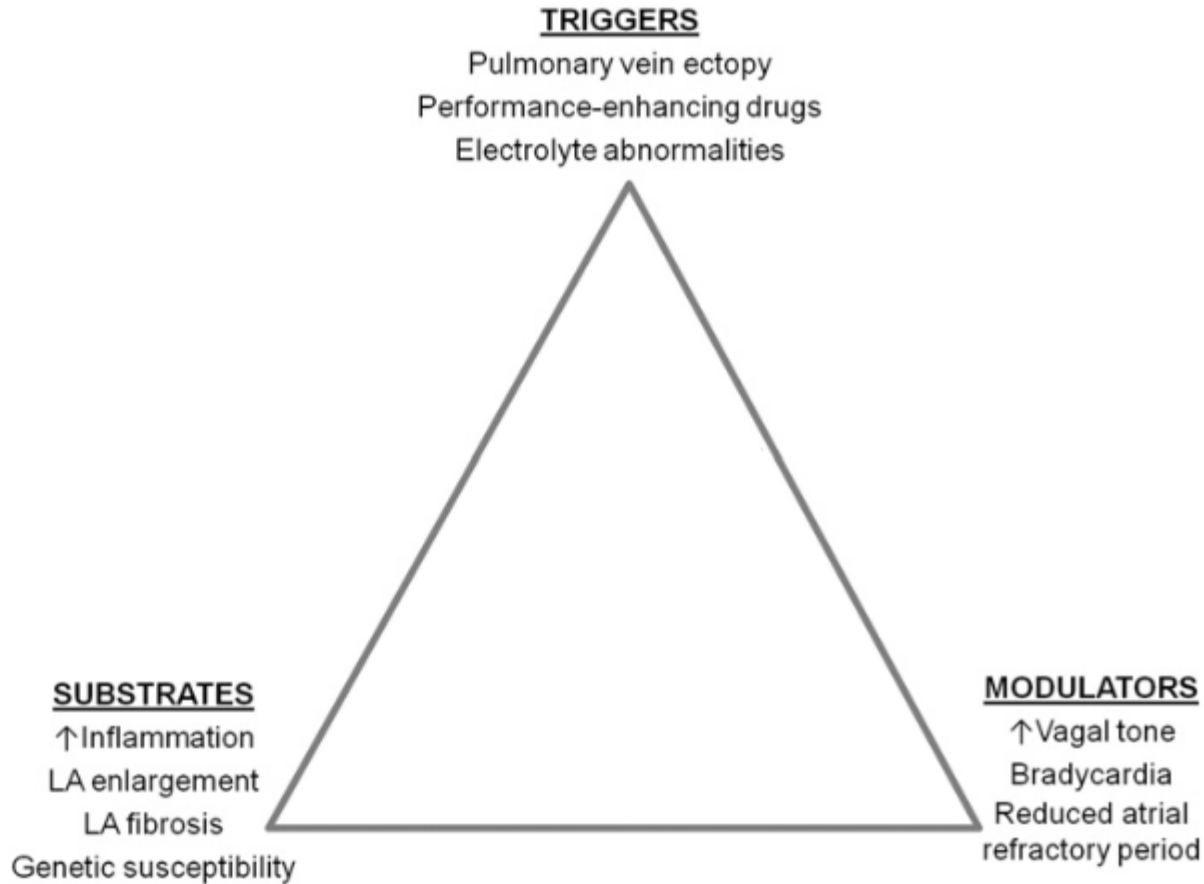 TRIGGERS
Pulmonary vein ectopy
Performance-enhancing drugs
Electrolyte abnormalities
SUBSTRATES
↑Inflammation
LA enlargement
LA fibrosis
Genetic susceptibility
MODULATORS
↑Vagal tone
Bradycardia
Reduced atrial
refractory period